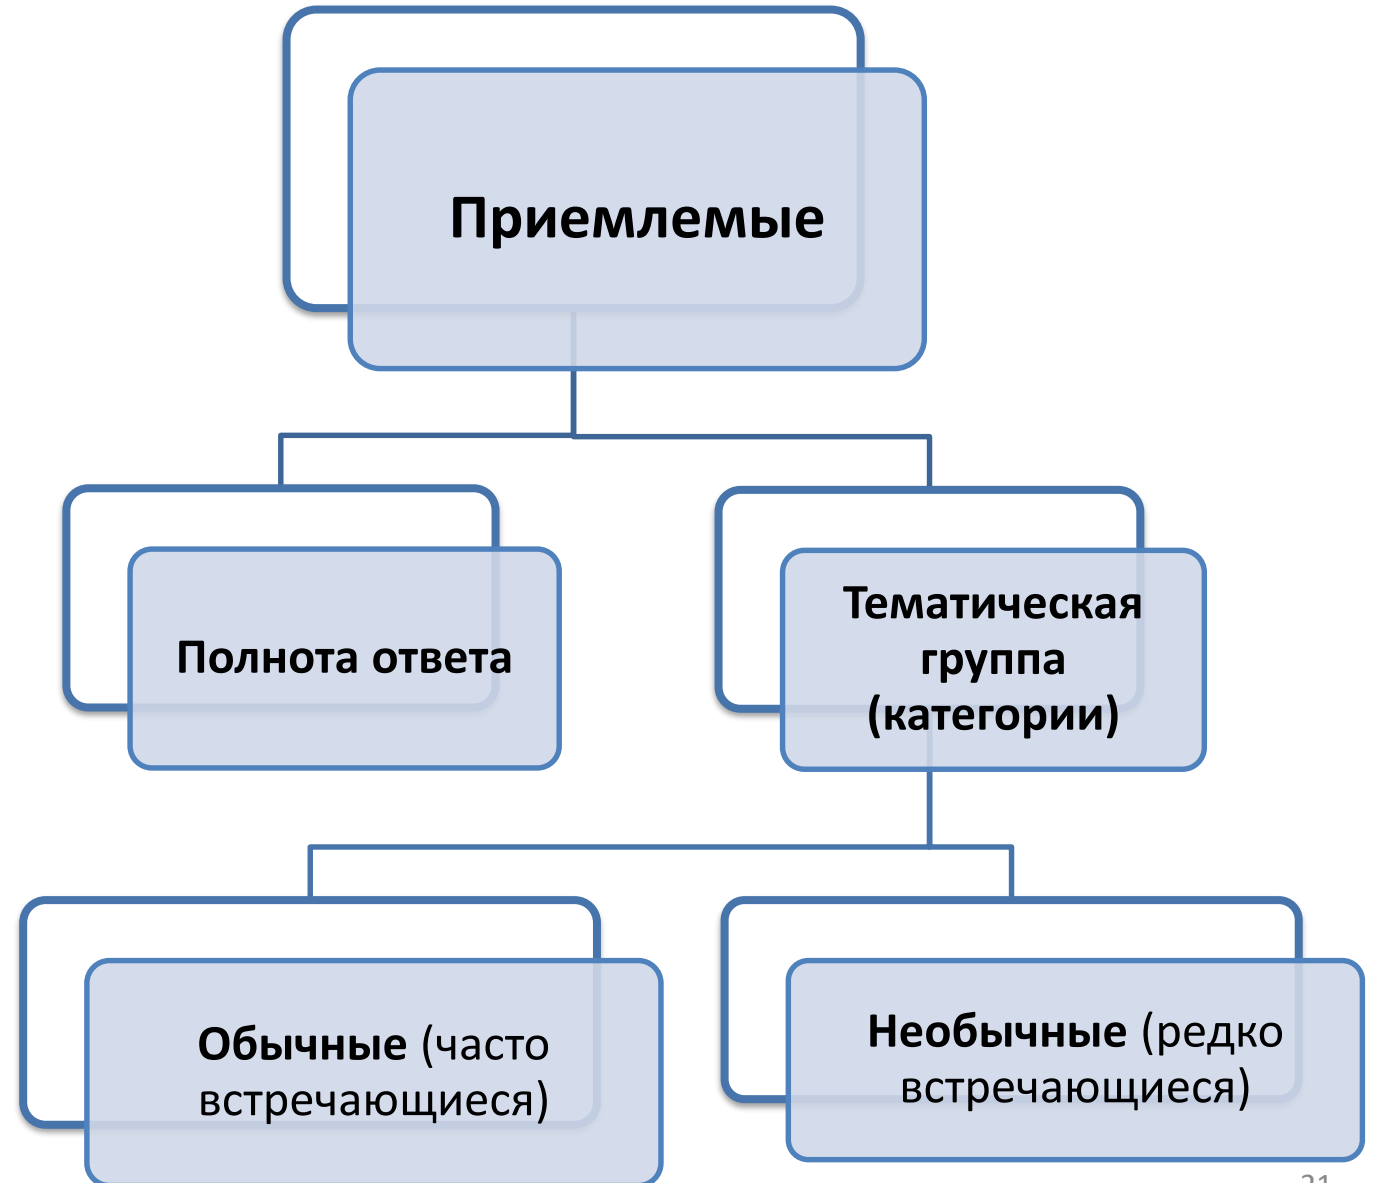 Приемлемые
Полнота ответа
Тематическая
группа
(категории)
Обычные (часто
встречающиеся)
Необычные (редко
встречающиеся)